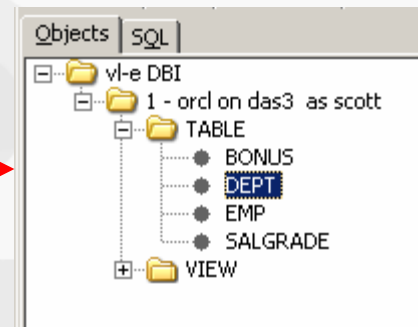 Objects SQL
vl-e DBI
1 - orcl on das3 as scott
TABLE
BONUS
DEPT
EMP
SALGRADE
VIEW